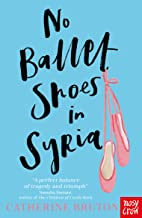 No
Ballet
Shoes
in
Syria
"A perfect balance
of tragedy and triumph"
Natasha Farrant,
CATHERINE BRUTON
nosy
crow